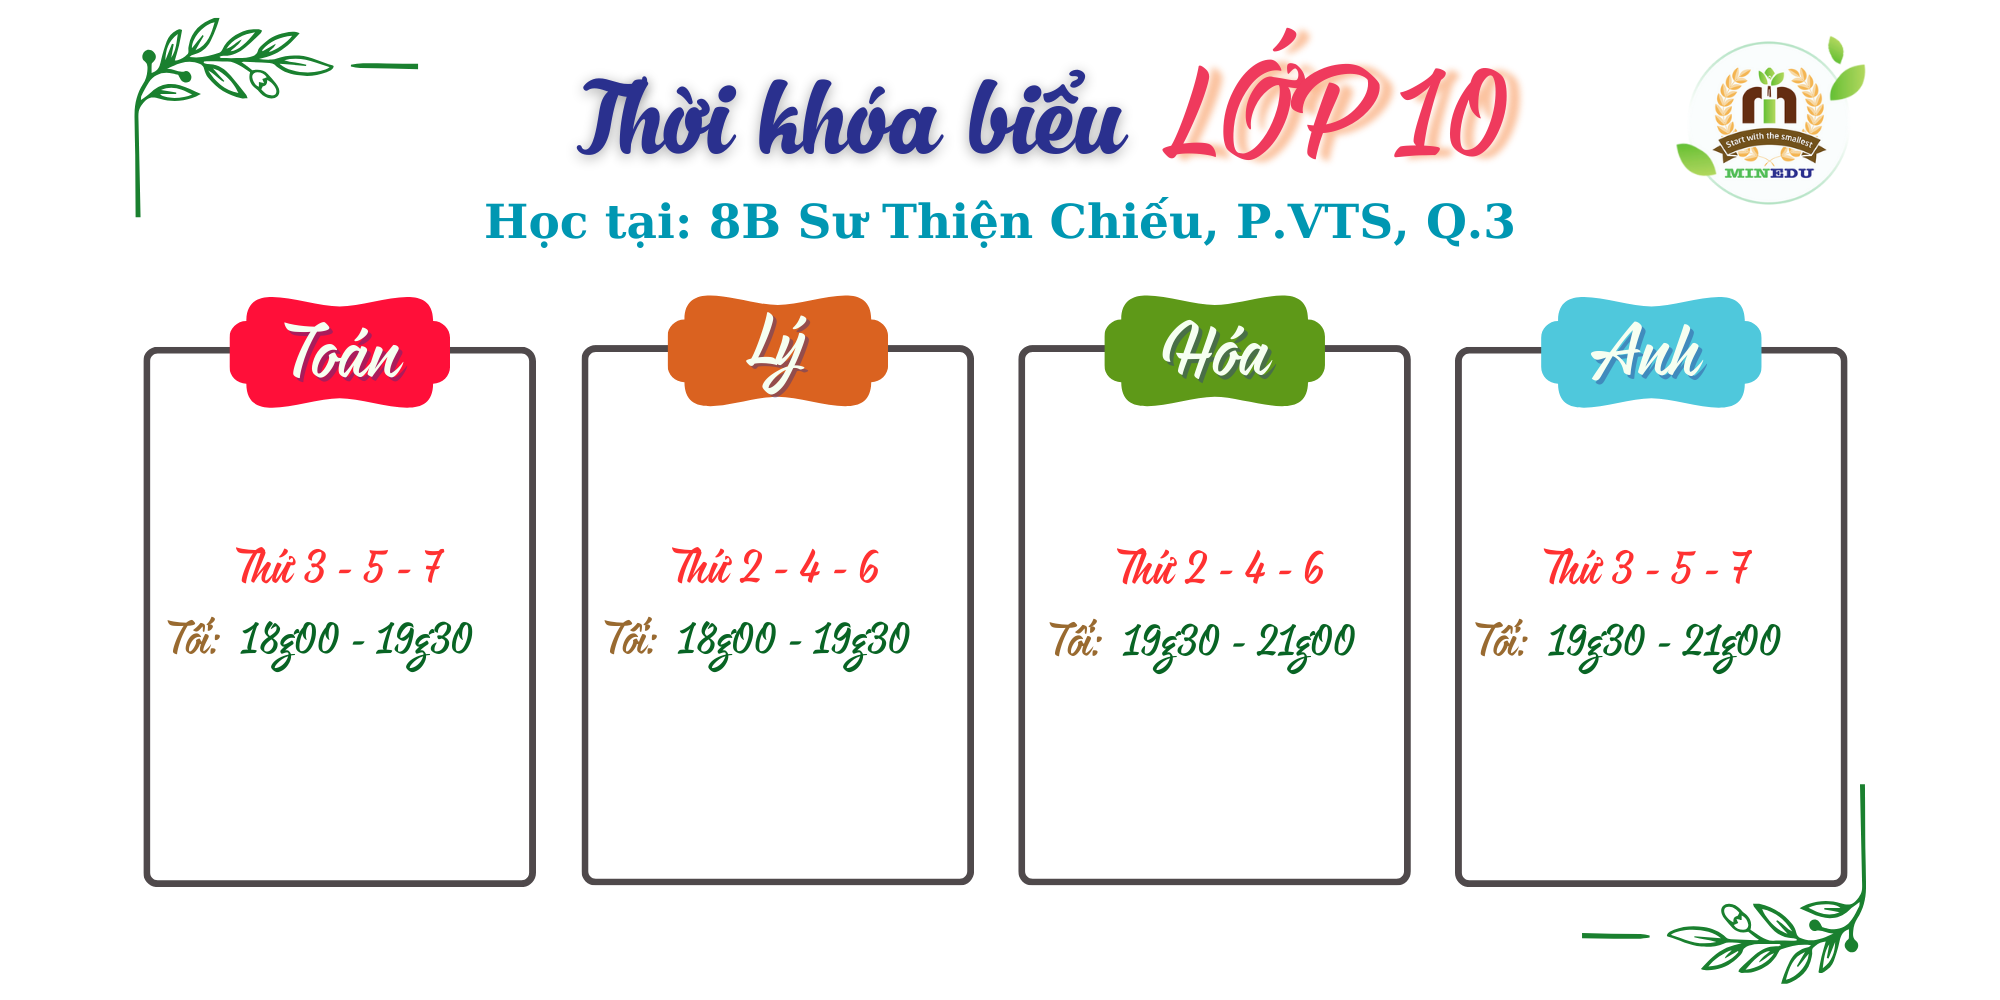 Thời khóa biểu LỚP 10
Start with the smallest
MINEDU
Học tại: 8B Sư Thiện Chiếu, P.VTS, Q.3
Toán
Thứ 3 - 5 - 7
Tối: 18g00 - 19g30
Lý
Thứ 2 - 4 - 6
Tối: 18g00 - 19g30
Hóa
Thứ 2 - 4 - 6
Tối: 19g30 - 21g00
Anh
Thứ 3 - 5 - 7
Tối: 19g30 - 21g00